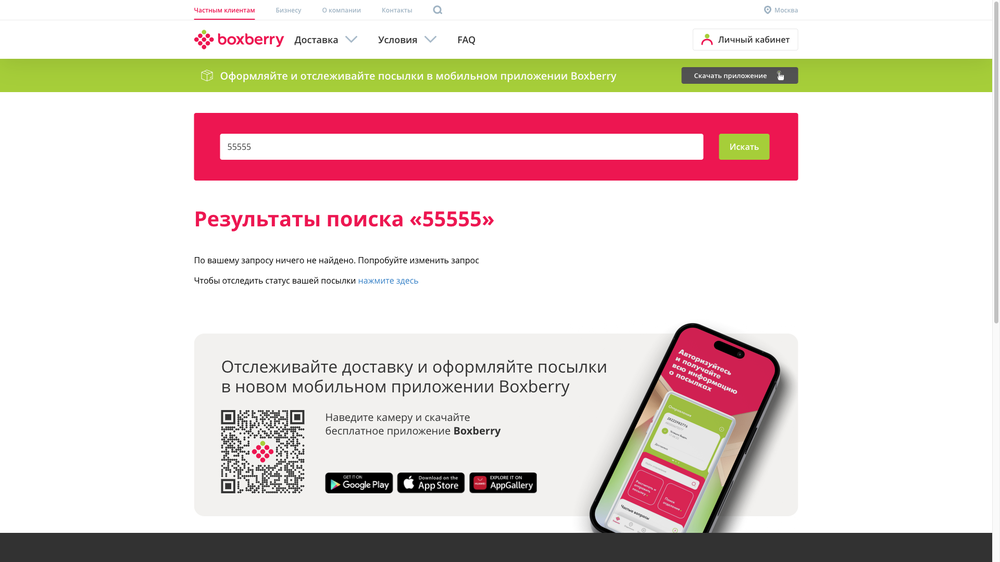 Частным клиентам Бизнесу О компании Контакты Москва
boxberry Доставка Условия FAQ Личный кабинет
Оформляйте и отслеживайте посылки в мобильном приложении Boxberry Скачать приложение
55555 Искать
Результаты поиска «55555»
По вашему запросу ничего не найдено. Попробуйте изменить запрос
Чтобы отследить статус вашей посылки нажмите здесь
Отслеживайте доставку и оформляйте посылки
в новом мобильном приложении Boxberry
Наведите камеру и скачайте
бесплатное приложение Boxberry
GET IT ON
Google Play
Download on the
App Store
EXPLORE IT ON
AppGallery
Авторизуйтесь
и получайте
всю информацию
о посылках